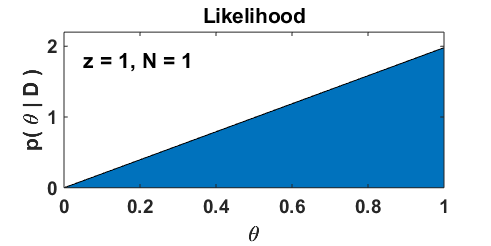 Likelihood
z = 1, N = 1
p( θ | D )
2
1
0
0 0.2 0.4 0.6 0.8 1
θ